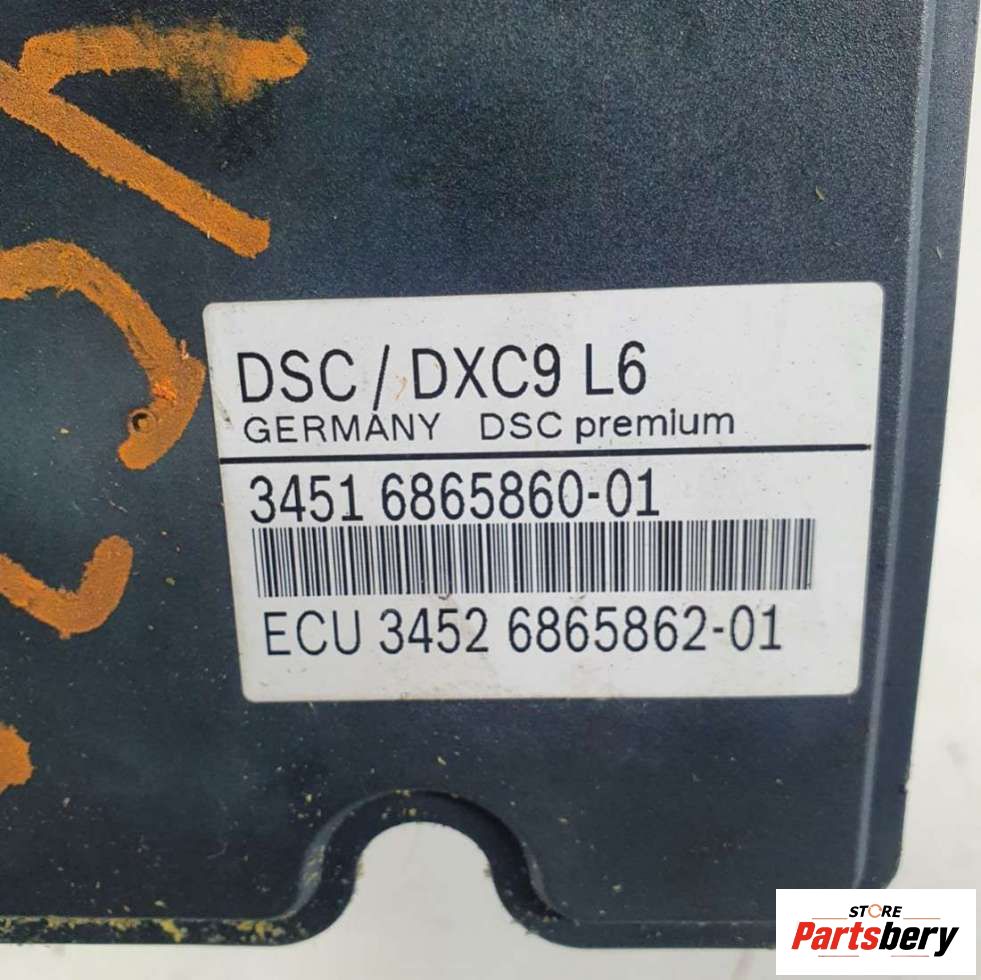 DSC / DXC9 L6
GERMANY DSC premium
3451 6865860-01
ECU 3452 6865862-01
STORE
Partsbery